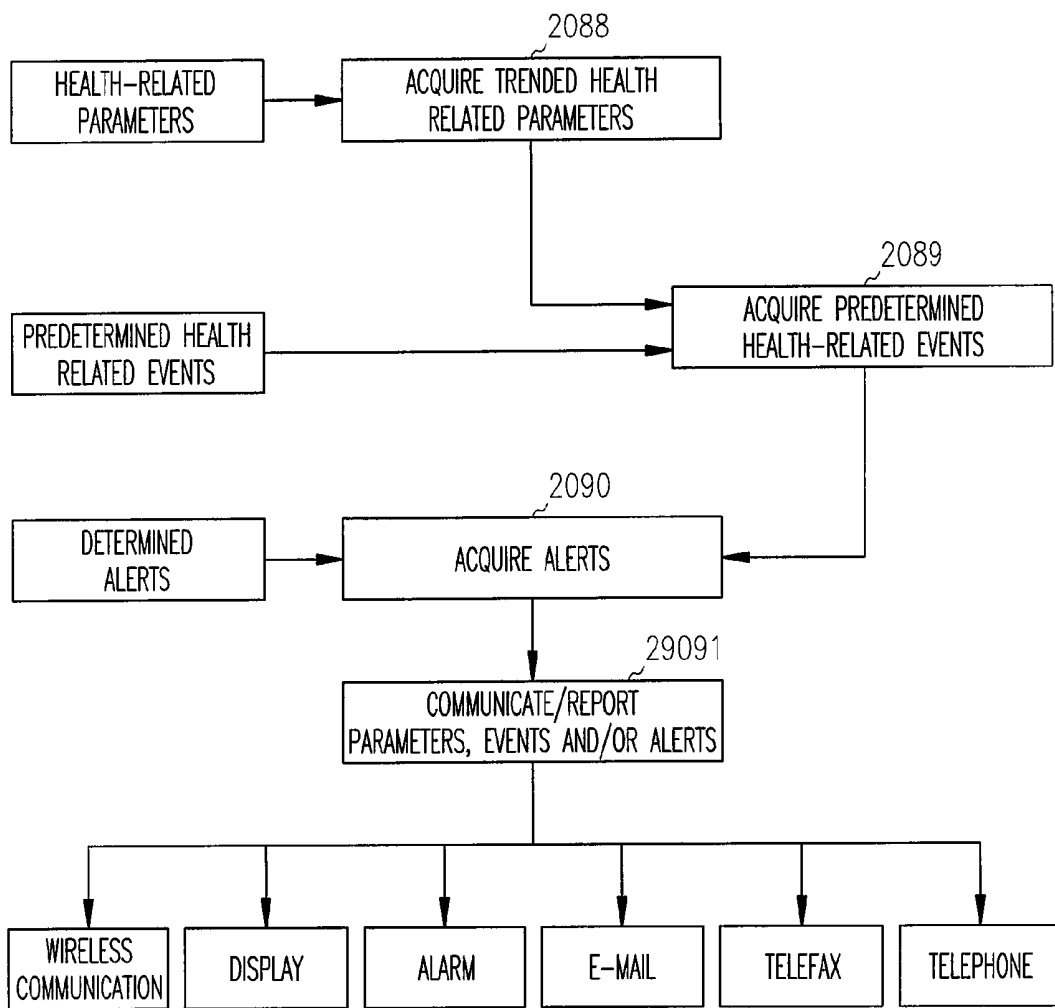 2088
HEALTH-RELATED
PARAMETERS
ACQUIRE TRENDED HEALTH
RELATED PARAMETERS
2089
PREDETERMINED HEALTH
RELATED EVENTS
ACQUIRE PREDETERMINED
HEALTH-RELATED EVENTS
2090
DETERMINED
ALERTS
ACQUIRE ALERTS
29091
COMMUNICATE/REPORT
PARAMETERS, EVENTS AND/OR ALERTS
WIRELESS
COMMUNICATION
DISPLAY
ALARM
E-MAIL
TELEFAX
TELEPHONE